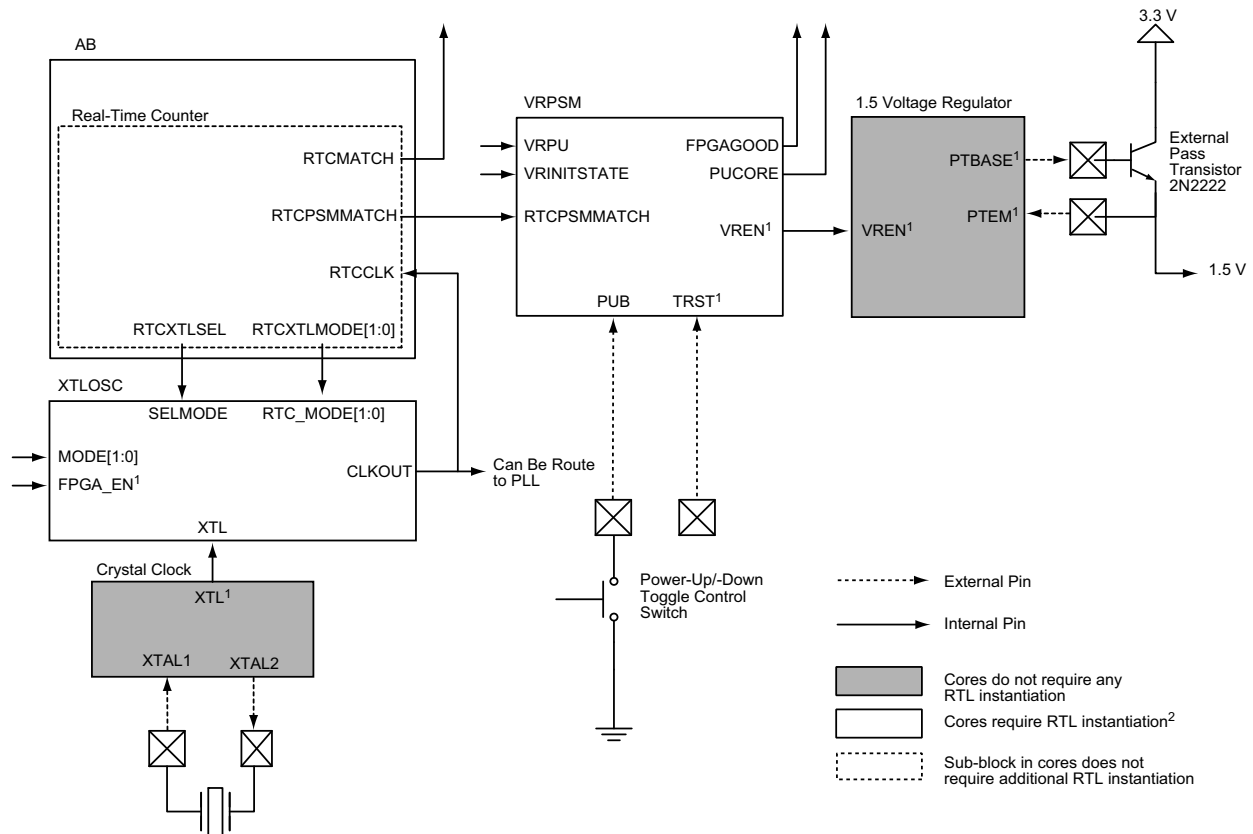 3.3 V
AB
Real-Time Counter
RTCMATCH
RTCPSMMATCH
RTCCLK
RTCXTLSEL
RTCXTLMODE[1:0]
VRPSM
VRPU
VRINITSTATE
RTCPSMMATCH
FPGAGOOD
PUCORE
VREN¹
PUB
TRST¹
1.5 Voltage Regulator
PTBASE¹
PTEM¹
VREN¹
External
Pass
Transistor
2N2222
1.5 V
XTLOSC
SELMODE
RTC_MODE[1:0]
MODE[1:0]
FPGA_EN¹
CLKOUT
XTL
Can Be Route
to PLL
Crystal Clock
XTL¹
XTAL1
XTAL2
Power-Up/-Down
Toggle Control
Switch
External Pin
Internal Pin
Cores do not require any
RTL instantiation
Cores require RTL instantiation²
Sub-block in cores does not
require additional RTL instantiation